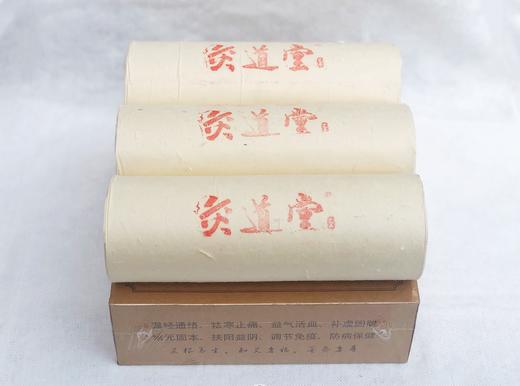 灸道堂
灸道堂
灸道堂
温经通络、祛寒止痛、益气活血、补虚固脱
培元固本、扶阳益阴、调节免疫、防病保健